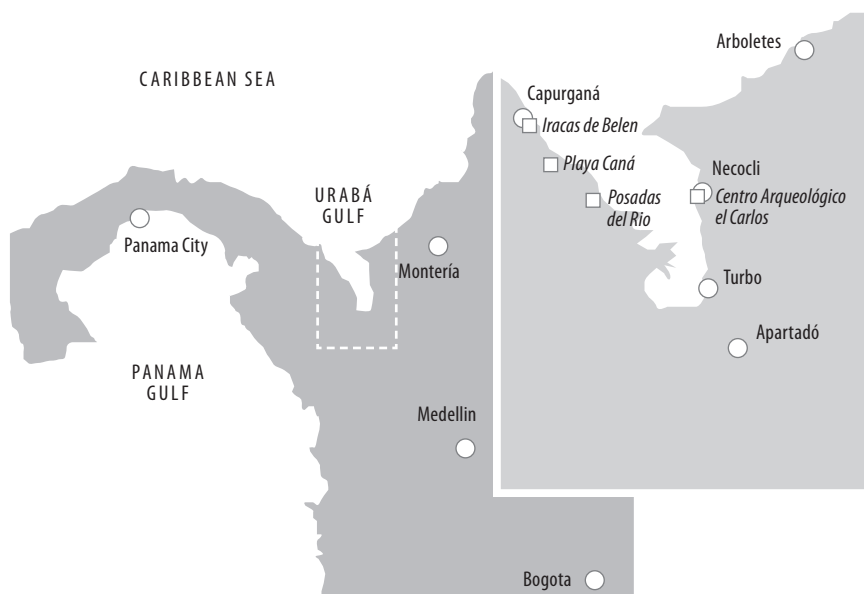 CARIBBEAN SEA
URABÁ
GULF
Panama City
Montería
PANAMA
GULF
Medellin
Bogota
Arboletes
Capurganá
Iracas de Belen
Playa Caná
Necocli
Posadas
del Rio
Centro Arqueológico
el Carlos
Turbo
Apartadó